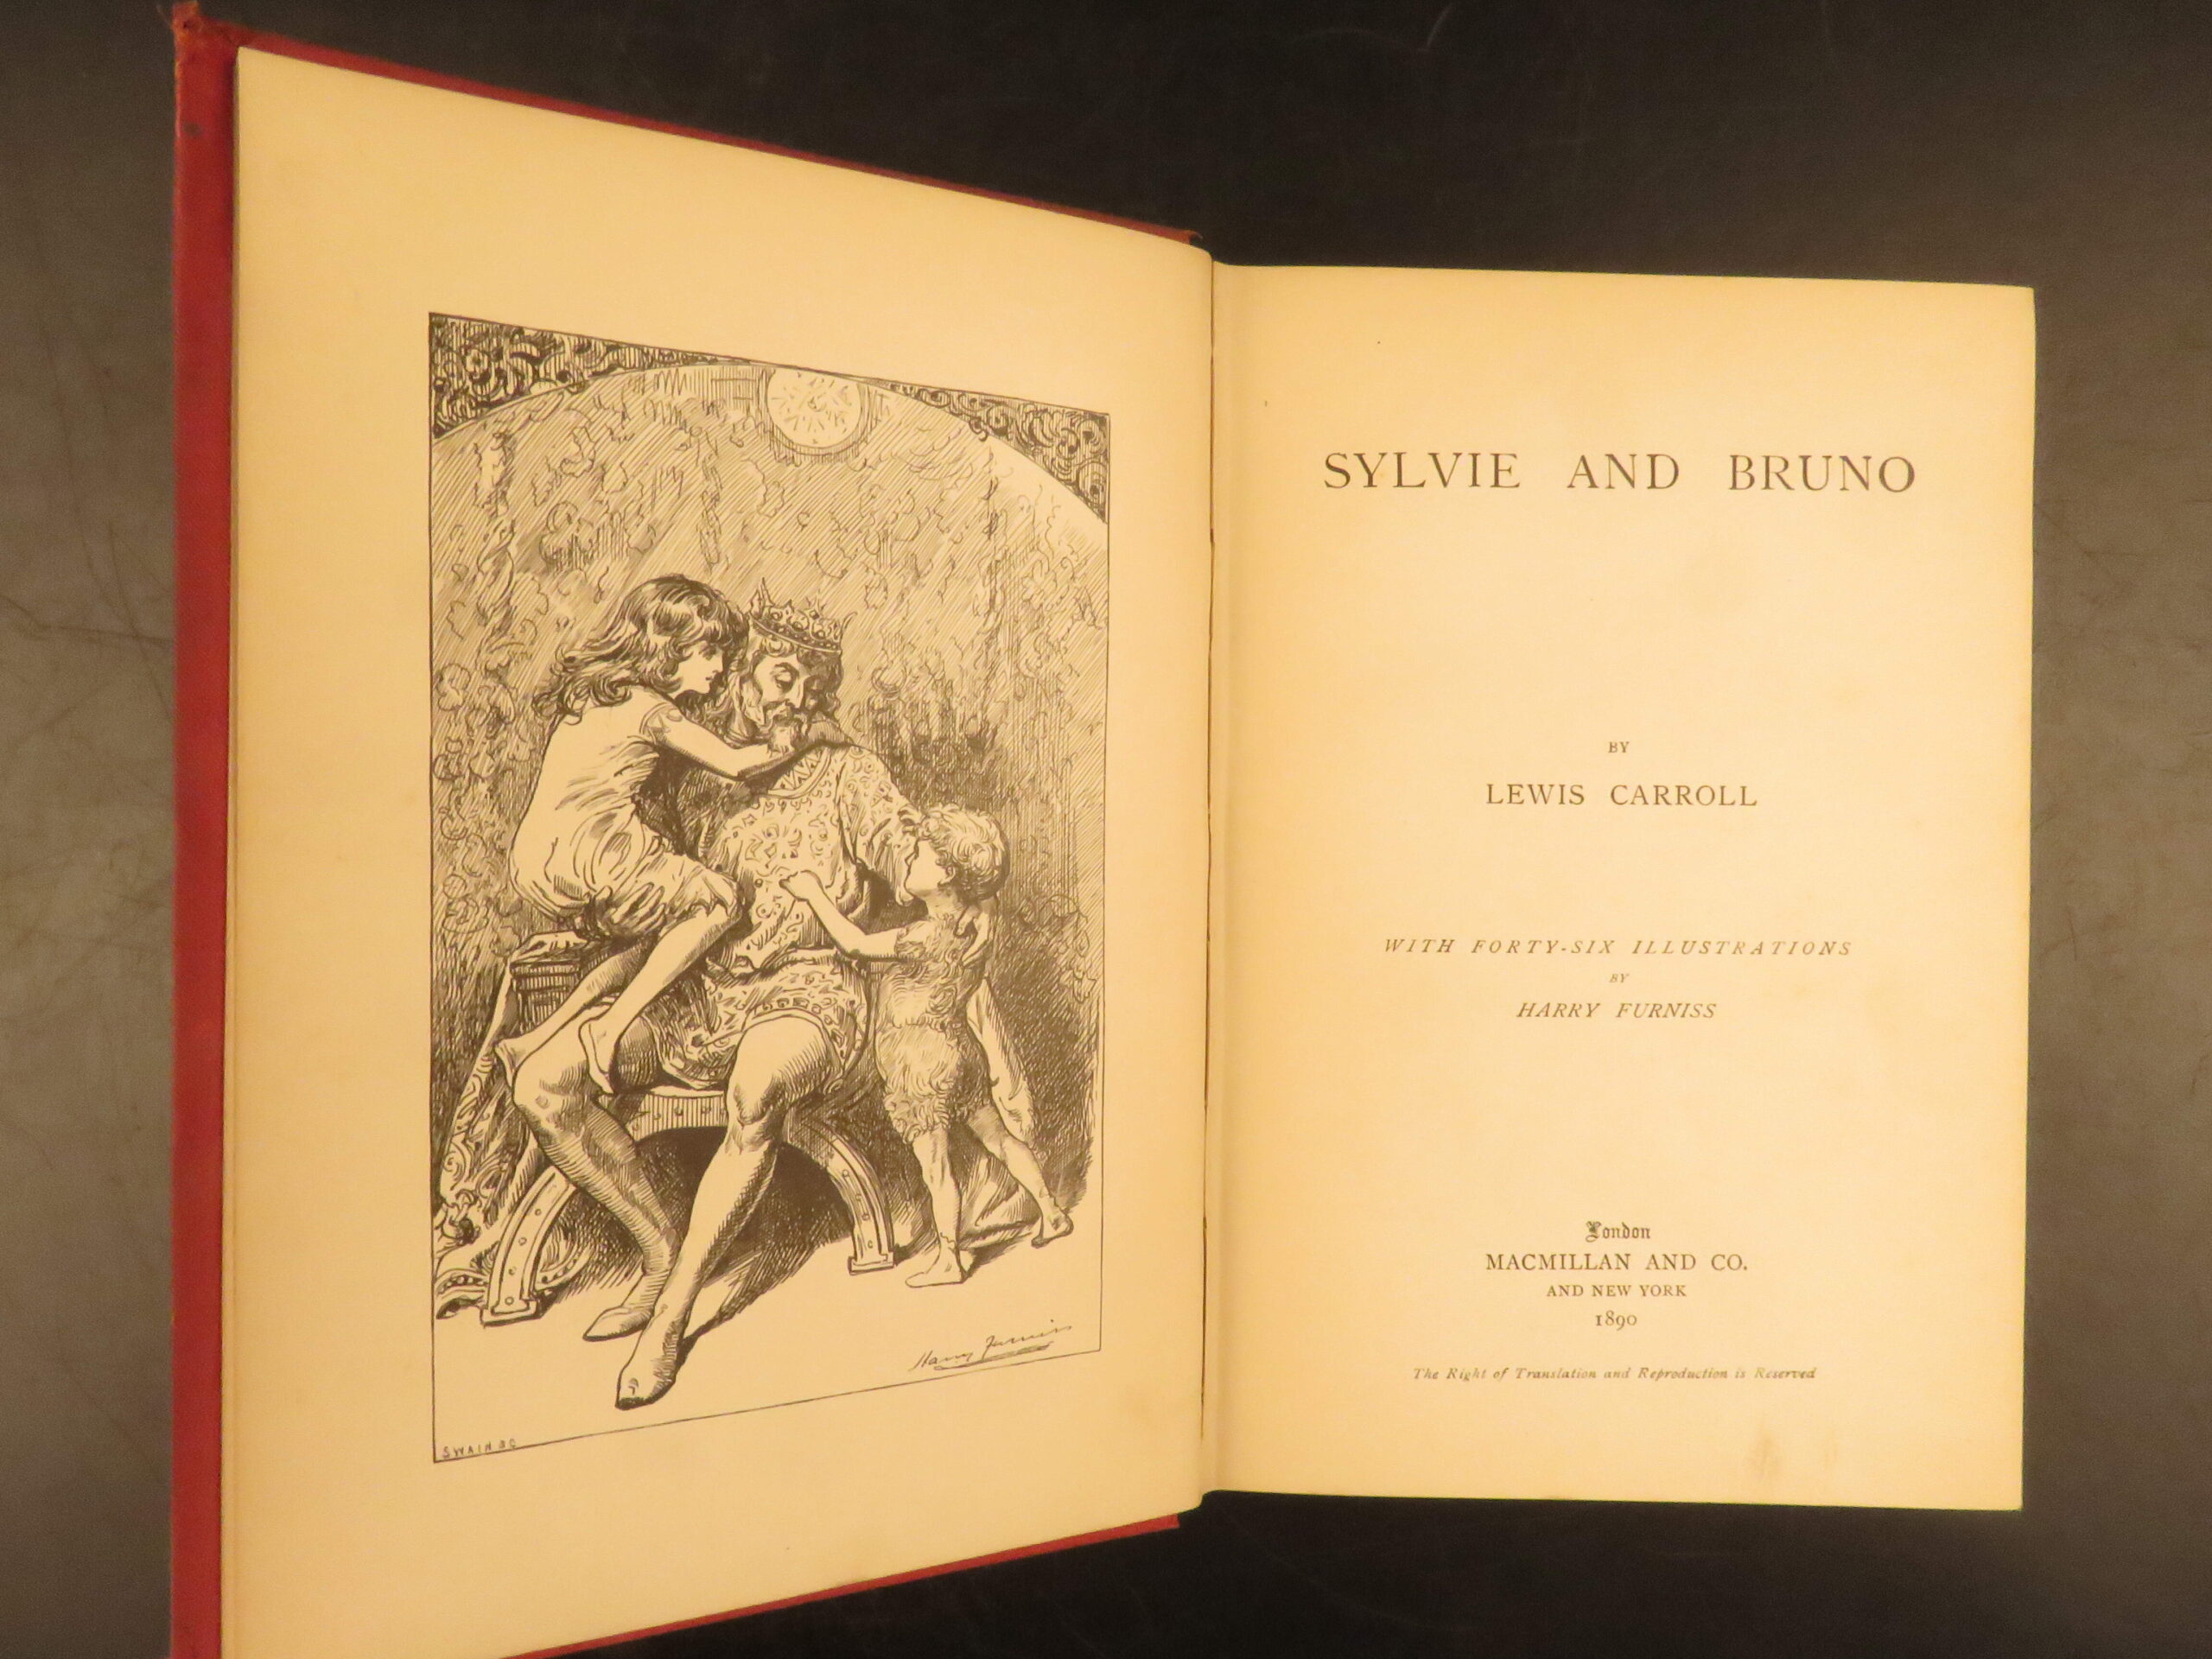 Harry Furniss
SWAIN SC
SYLVIE AND BRUNO
BY
LEWIS CARROLL
WITH FORTY-SIX ILLUSTRATIONS
BY
HARRY FURNISS
London
MACMILLAN AND CO.
AND NEW YORK
1890
The Right of Translation and Reproduction is Reserved